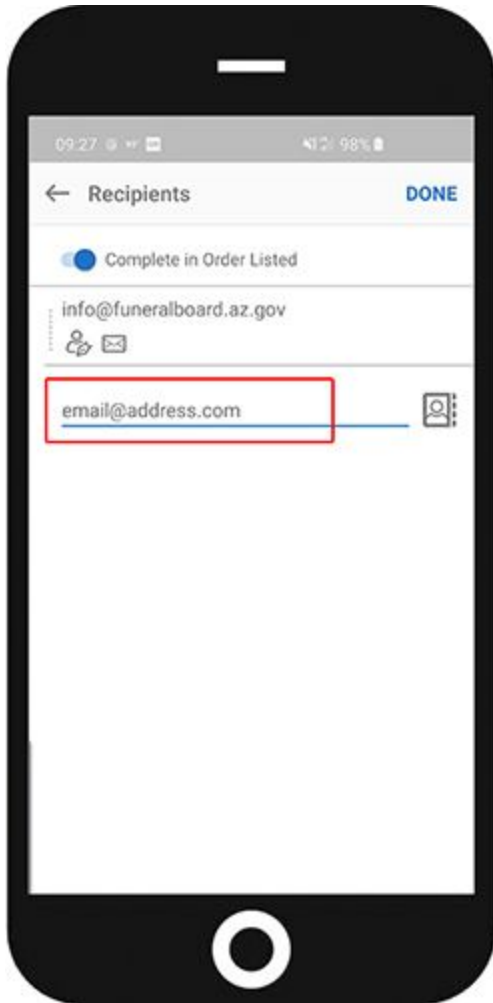 09:27 98%
Recipients DONE
Complete in Order Listed
info@funeralboard.az.gov
email@address.com